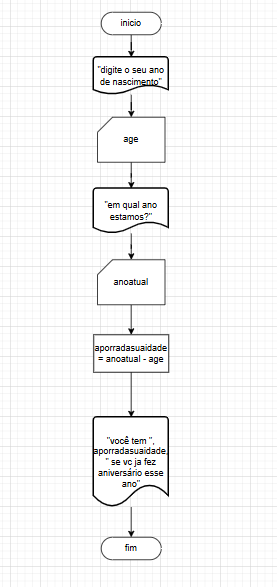 inicio
"digite o seu ano
de nascimento"
age
"em qual ano
estamos?"
anoatual
aporradasuaidade
= anoatual - age
"você tem ",
aporradasuaidade,
" se vc ja fez
aniversário esse
ano"
fim